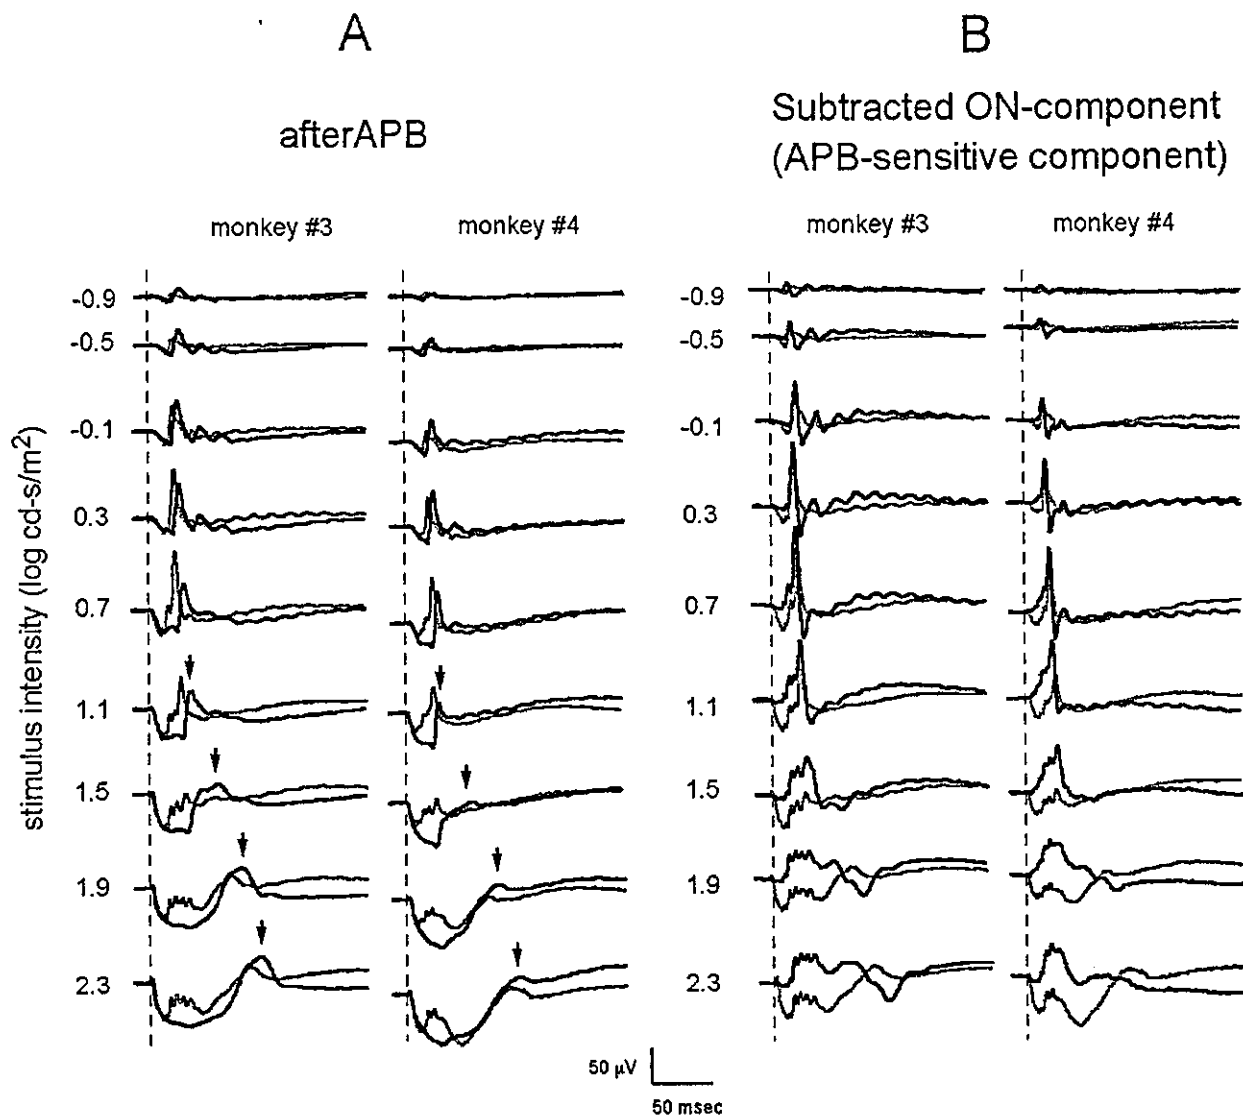 A
B
afterAPB
Subtracted ON-component
(APB-sensitive component)
monkey #3
monkey #4
monkey #3
monkey #4
stimulus intensity (log cd-s/m²)
-0.9
-0.5
-0.1
0.3
0.7
1.1
1.5
1.9
2.3
-0.9
-0.5
-0.1
0.3
0.7
1.1
1.5
1.9
2.3
50 µV
50 msec